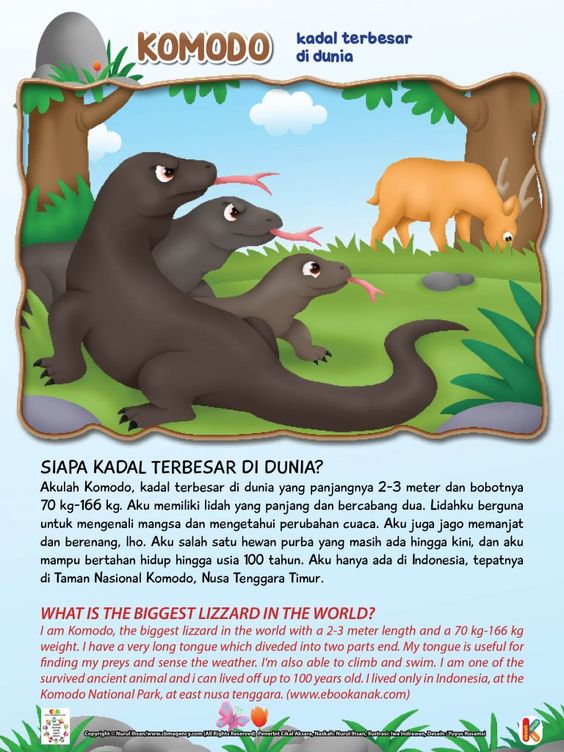 KOMODO
kadal terbesar
di dunia
SIAPA KADAL TERBESAR DI DUNIA?
Akulah Komodo, kadal terbesar di dunia yang panjangnya 2-3 meter dan bobotnya
70 kg-166 kg. Aku memiliki lidah yang panjang dan bercabang dua. Lidahku berguna
untuk mengenali mangsa dan mengetahui perubahan cuaca. Aku juga jago memanjat
dan berenang, lho. Aku salah satu hewan purba yang masih ada hingga kini, dan aku
mampu bertahan hidup hingga usia 100 tahun. Aku hanya ada di Indonesia, tepatnya
di Taman Nasional Komodo, Nusa Tenggara Timur.
WHAT IS THE BIGGEST LIZZARD IN THE WORLD?
I am Komodo, the biggest lizzard in the world with a 2-3 meter length and a 70 kg-166 kg
weight. I have a very long tongue which diveded into two parts end. My tongue is useful for
finding my preys and sense the weather. I'm also able to climb and swim. I am one of the
survived ancient animal and i can lived off up to 100 years old. I lived only in Indonesia, at the
Komodo National Park, at east nusa tenggara. (www.ebookanak.com)
Copyright © Nurul Ihsan/www.cbmagency.com (All Rights Reserved) Penerbit Cikal Aksara, Naskah: Nurul Ihsan, Ilustrasi: Iwa Indrawan, Desain: (Yuyus Rusamsi
K